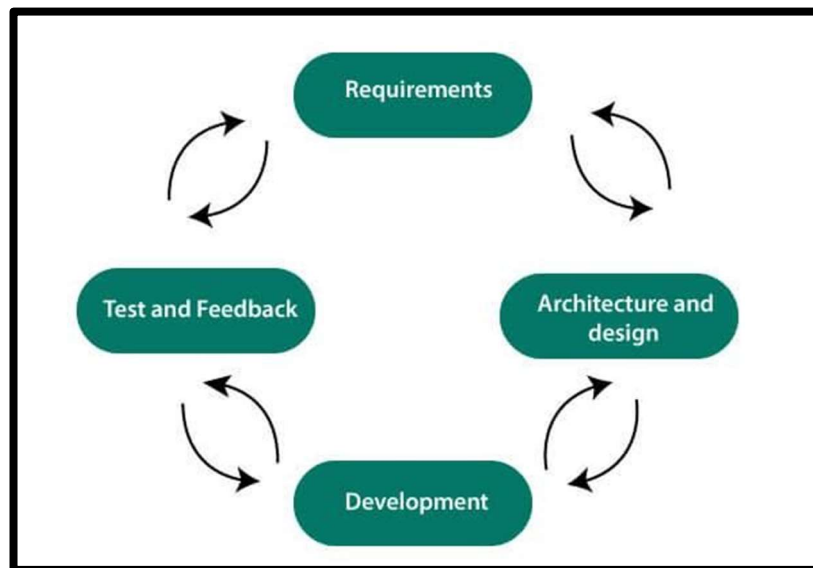 Requirements
Test and Feedback
Architecture and
design
Development